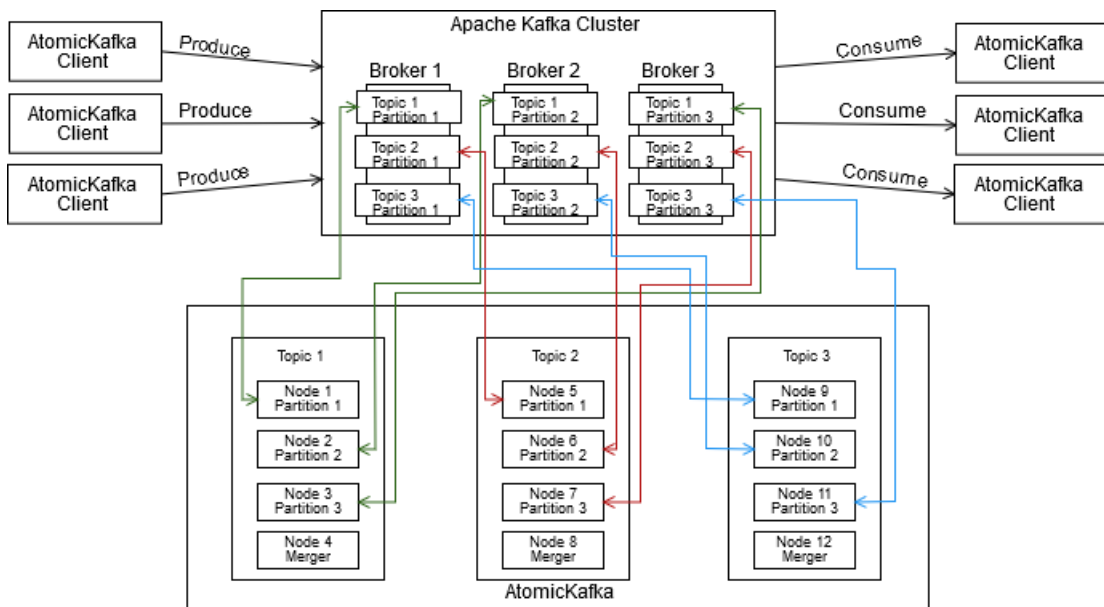 Apache Kafka Cluster
AtomicKafka
Client
Produce
AtomicKafka
Client
Produce
AtomicKafka
Client
Produce
Broker 1
Topic 1
Partition 1
Topic 2
Partition 1
Topic 3
Partition 1
Broker 2
Topic 1
Partition 2
Topic 2
Partition 2
Topic 3
Partition 2
Broker 3
Topic 1
Partition 3
Topic 2
Partition 3
Topic 3
Partition 3
Consume
AtomicKafka
Client
Consume
AtomicKafka
Client
Consume
AtomicKafka
Client
Topic 1
Node 1
Partition 1
Node 2
Partition 2
Node 3
Partition 3
Node 4
Merger
Topic 2
Node 5
Partition 1
Node 6
Partition 2
Node 7
Partition 3
Node 8
Merger
Topic 3
Node 9
Partition 1
Node 10
Partition 2
Node 11
Partition 3
Node 12
Merger
AtomicKafka